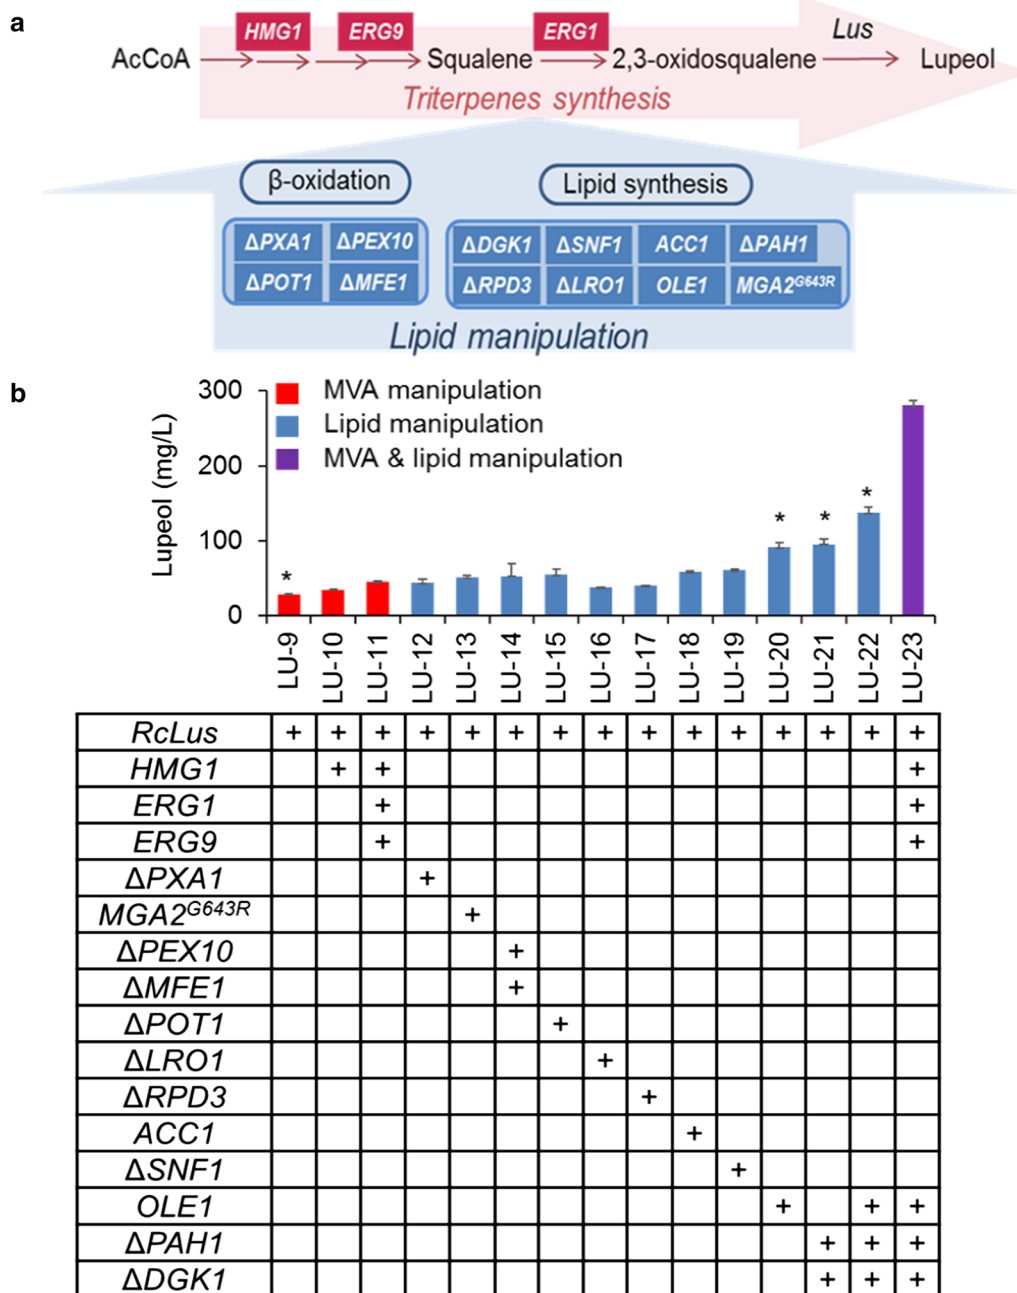 a
HMG1 ERG9 ERG1 Lus
AcCoA Squalene 2,3-oxidosqualene Lupeol
Triterpenes synthesis
β-oxidation Lipid synthesis
ΔPXA1 ΔPEX10 ΔDGK1 ΔSNF1 ACC1 ΔPAH1
ΔPOT1 ΔMFE1 ΔRPD3 ΔLRO1 OLE1 MGA2G643R
Lipid manipulation
b
Lupeol (mg/L)
300
200
100
0
MVA manipulation
Lipid manipulation
MVA & lipid manipulation
* * * *
LU-9 LU-10 LU-11 LU-12 LU-13 LU-14 LU-15 LU-16 LU-17 LU-18 LU-19 LU-20 LU-21 LU-22 LU-23
RcLus + + + + + + + + + + + + + + +
HMG1 + + +
ERG1 + +
ERG9 + +
ΔPXA1 +
MGA2G643R +
ΔPEX10 +
ΔMFE1 +
ΔPOT1 +
ΔLRO1 +
ΔRPD3 +
ACC1 +
ΔSNF1 +
OLE1 + + +
ΔPAH1 + + +
ΔDGK1 + + +